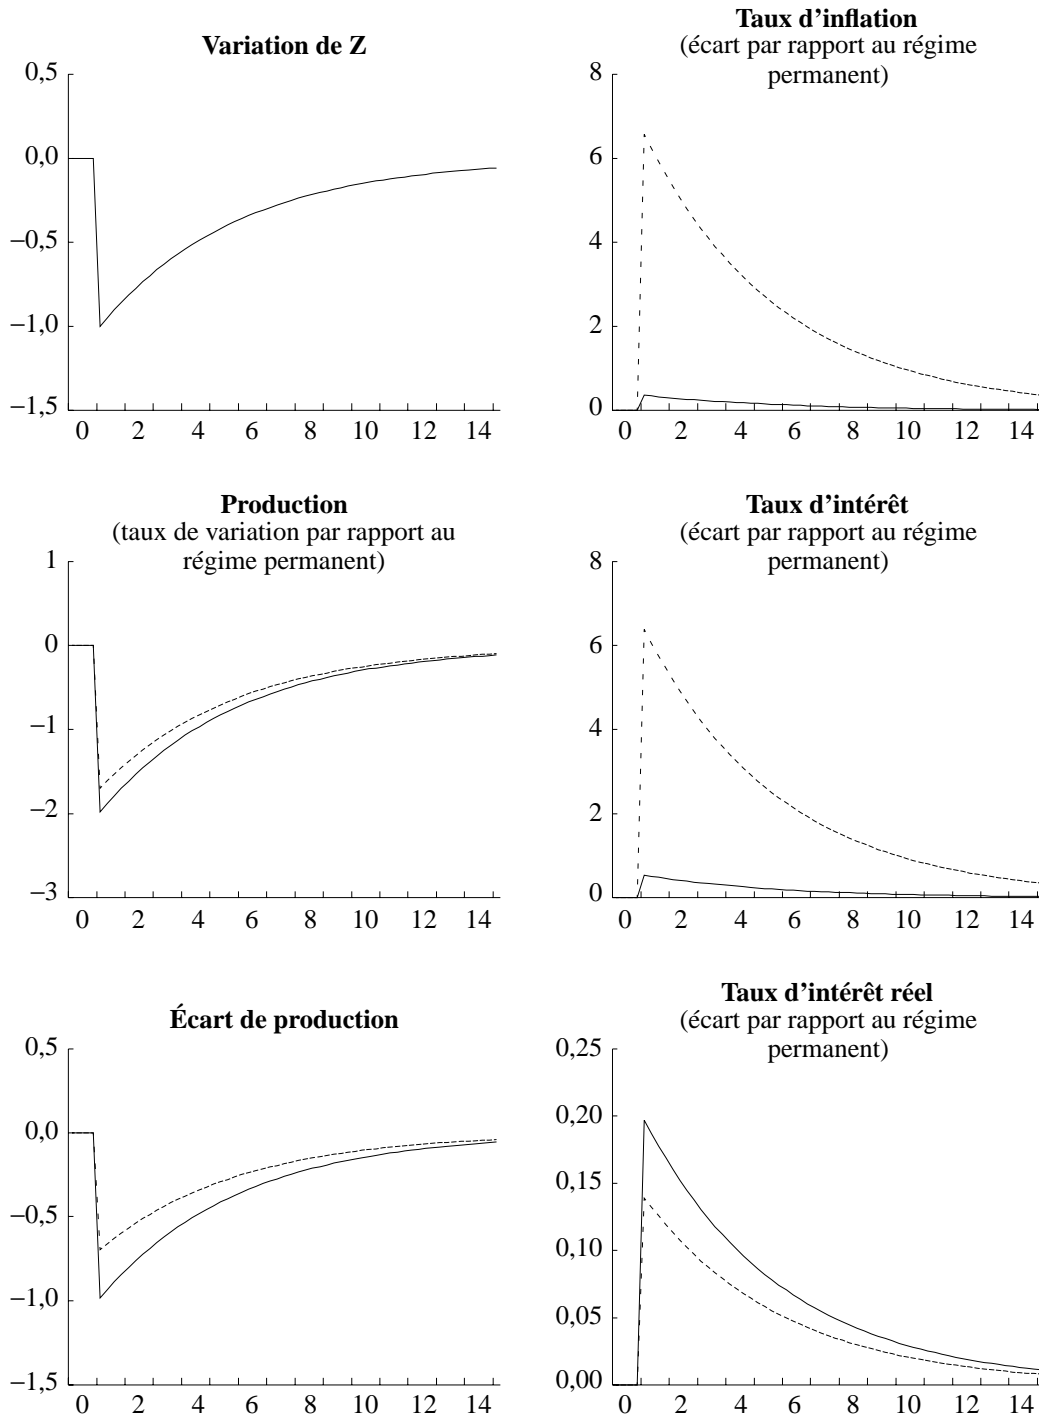 Variation de Z
0,5
0,0
−0,5
−1,0
−1,5
0 2 4 6 8 10 12 14
Taux d’inflation
(écart par rapport au régime
permanent)
8
6
4
2
0
0 2 4 6 8 10 12 14
Production
(taux de variation par rapport au
régime permanent)
1
0
−1
−2
−3
0 2 4 6 8 10 12 14
Taux d’intérêt
(écart par rapport au régime
permanent)
8
6
4
2
0
0 2 4 6 8 10 12 14
Écart de production
0,5
0,0
−0,5
−1,0
−1,5
0 2 4 6 8 10 12 14
Taux d’intérêt réel
(écart par rapport au régime
permanent)
0,25
0,20
0,15
0,10
0,05
0,00
0 2 4 6 8 10 12 14